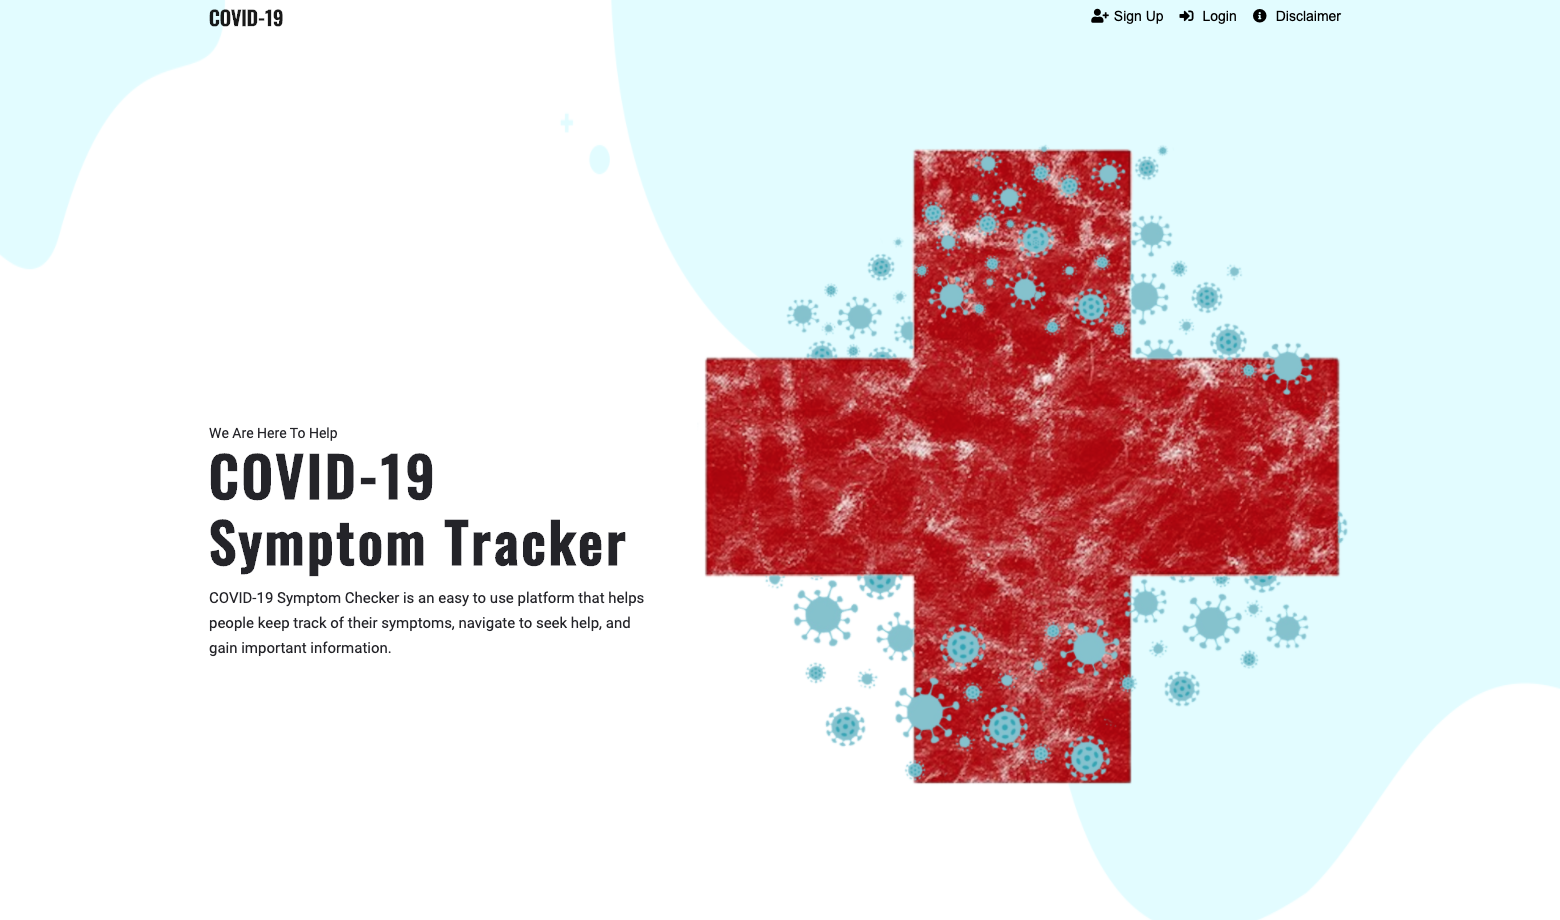 COVID-19
Sign Up Login Disclaimer
We Are Here To Help
COVID-19
Symptom Tracker
COVID-19 Symptom Checker is an easy to use platform that helps
people keep track of their symptoms, navigate to seek help, and
gain important information.